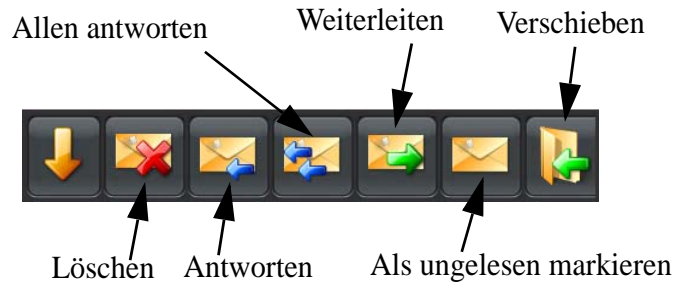 Allen antworten
Weiterleiten
Verschieben
Löschen
Antworten
Als ungelesen markieren